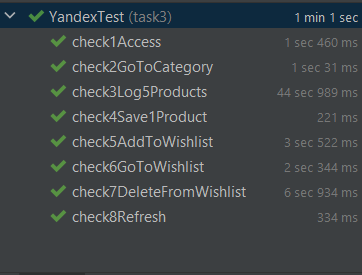 YandexTest (task3) 1 min 1 sec
check1Access 1 sec 460 ms
check2GoToCategory 1 sec 31 ms
check3Log5Products 44 sec 989 ms
check4Save1Product 221 ms
check5AddToWishlist 3 sec 522 ms
check6GoToWishlist 2 sec 344 ms
check7DeleteFromWishlist 6 sec 934 ms
check8Refresh 334 ms